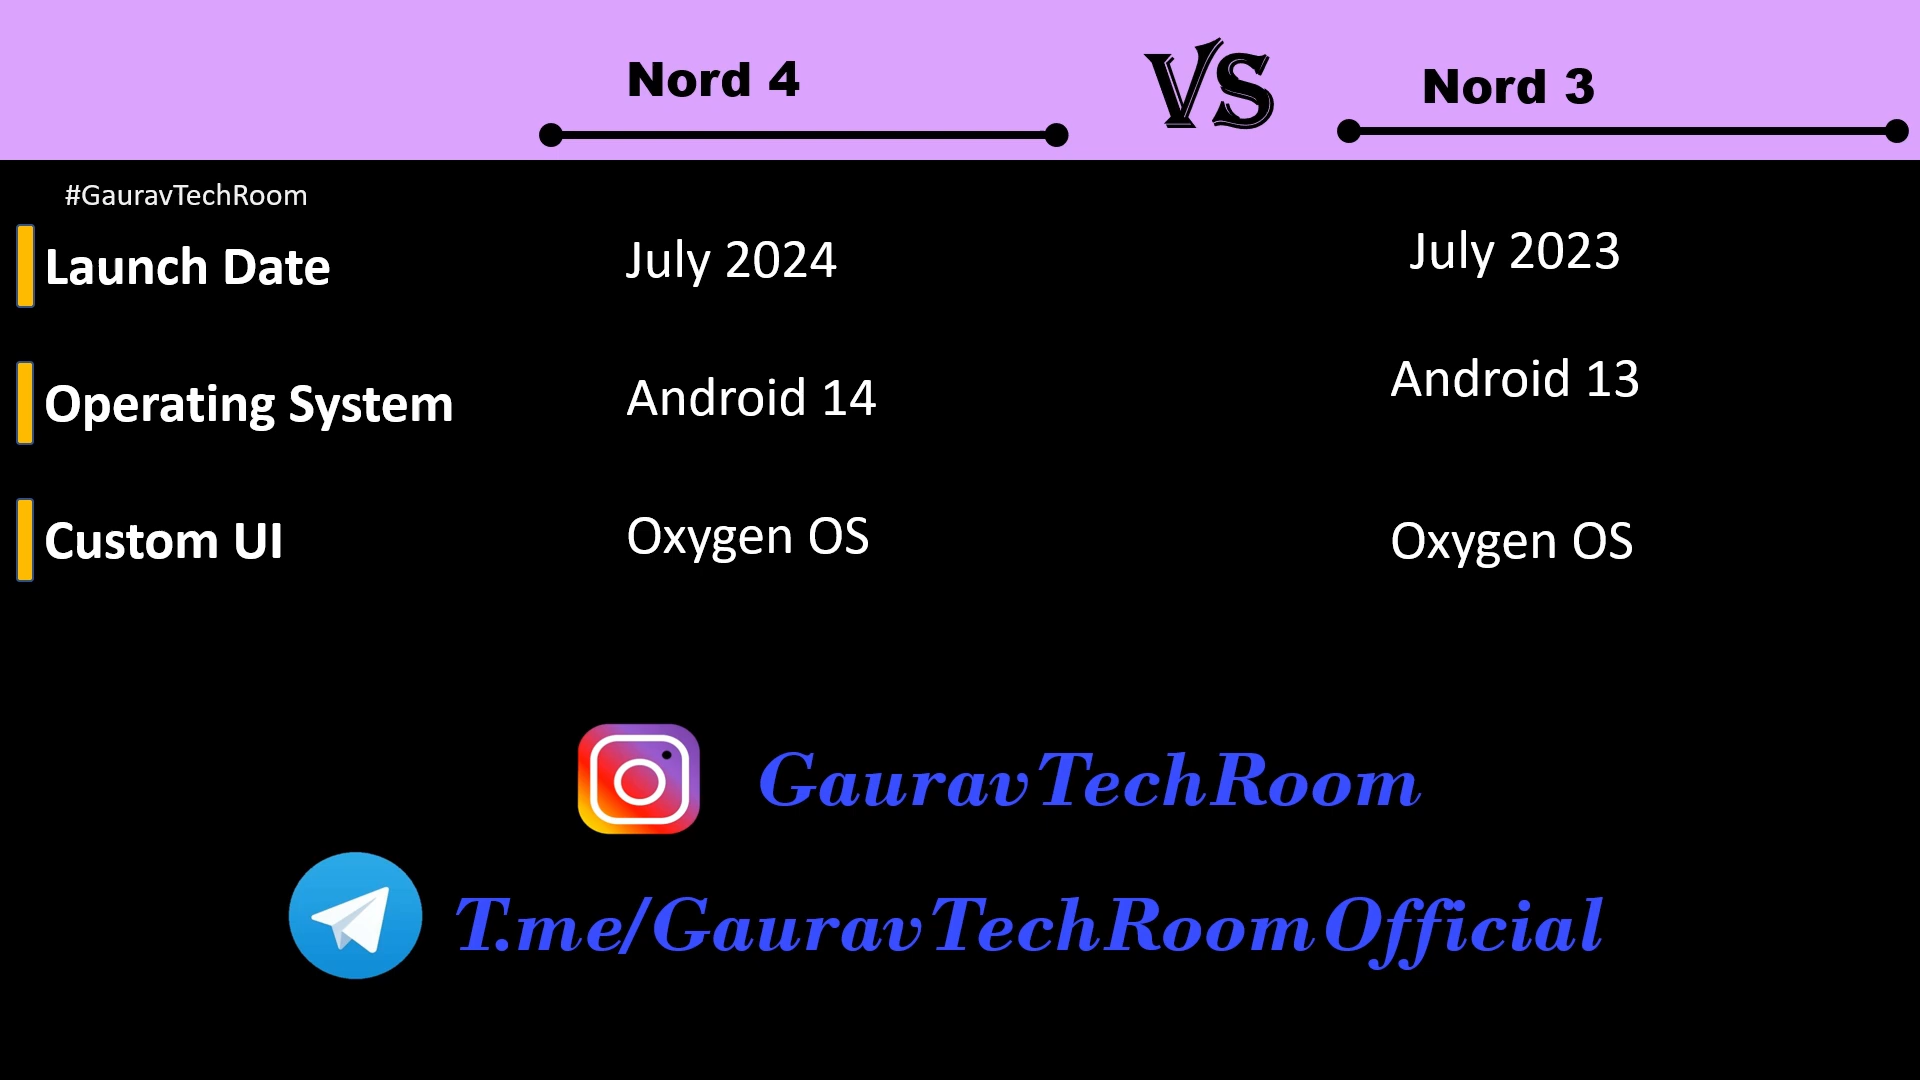 Nord 4 VS Nord 3
#GauravTechRoom
Launch Date July 2024 July 2023
Operating System Android 14 Android 13
Custom UI Oxygen OS Oxygen OS
GauravTechRoom
T.me/GauravTechRoomOfficial